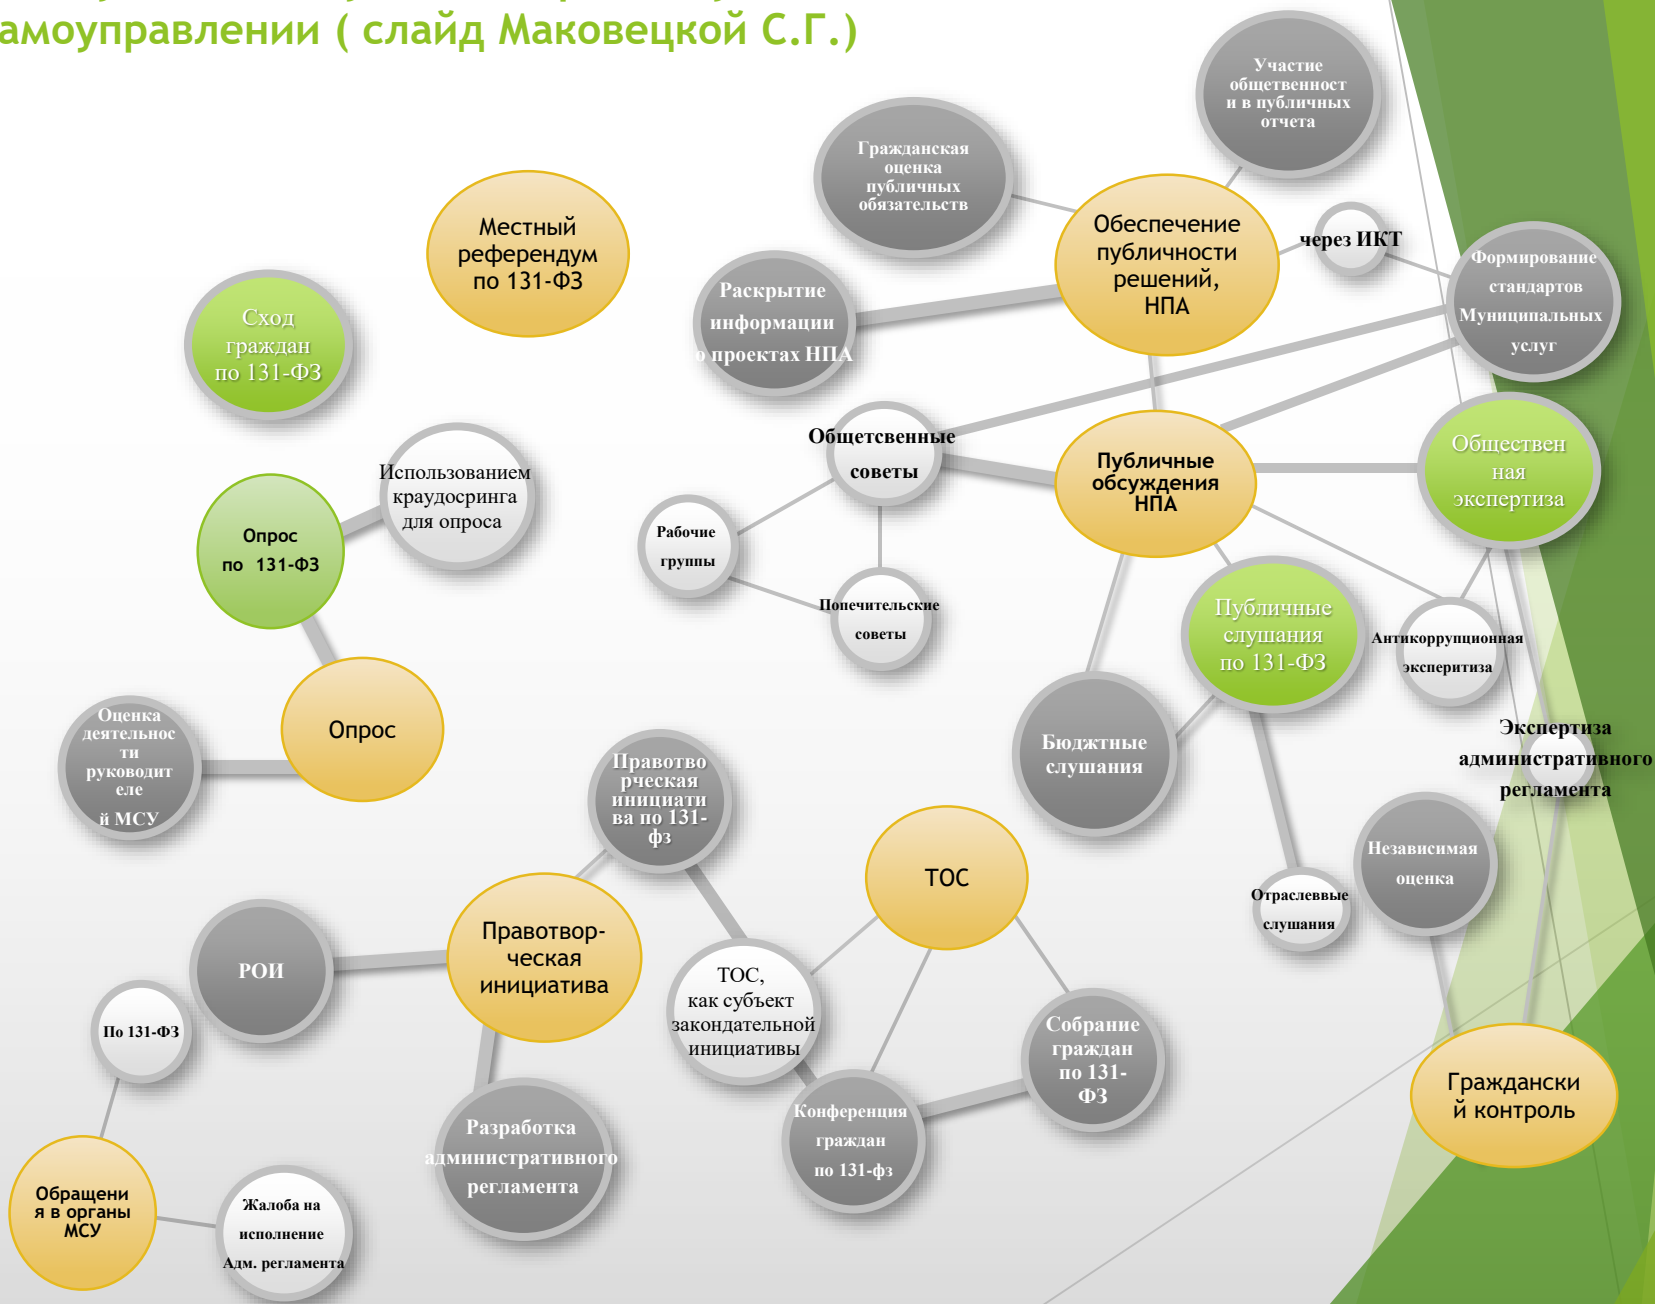 амоуправлении ( слайд Маковецкой С.Г.)
Участие
общетвенност
и в публичных
отчета
Гражданская
оценка
публичных
обязательств
Местный
референдум
по 131-ФЗ
Обеспечение
публичности
решений,
НПА
через ИКТ
Формирование
стандартов
Муниципальных
услуг
Раскрытие
информации
о проектах НПА
Сход
граждан
по 131-ФЗ
Общетсвенные
советы
Публичные
обсуждения
НПА
Обществен
ная
экспертиза
Использованием
краудосринга
для опроса
Опрос
по 131-ФЗ
Рабочие
группы
Попечительские
советы
Публичные
слушания
по 131-ФЗ
Антикоррупционная
эксперитиза
Опрос
Оценка
деятельнос
ти
руководит
еле
й МСУ
Правотво
рческая
инициати
ва по 131-
фз
Бюджтные
слушания
Экспертиза
административного
регламента
Независимая
оценка
ТОС
Отраслеввые
слушания
Правотвор-
ческая
инициатива
РОИ
ТОС,
как субъект
закондательной
инициативы
По 131-ФЗ
Собрание
граждан
по 131-
ФЗ
Граждански
й контроль
Конференция
граждан
по 131-фз
Разработка
административного
регламента
Обращени
я в органы
МСУ
Жалоба на
исполнение
Адм. регламента